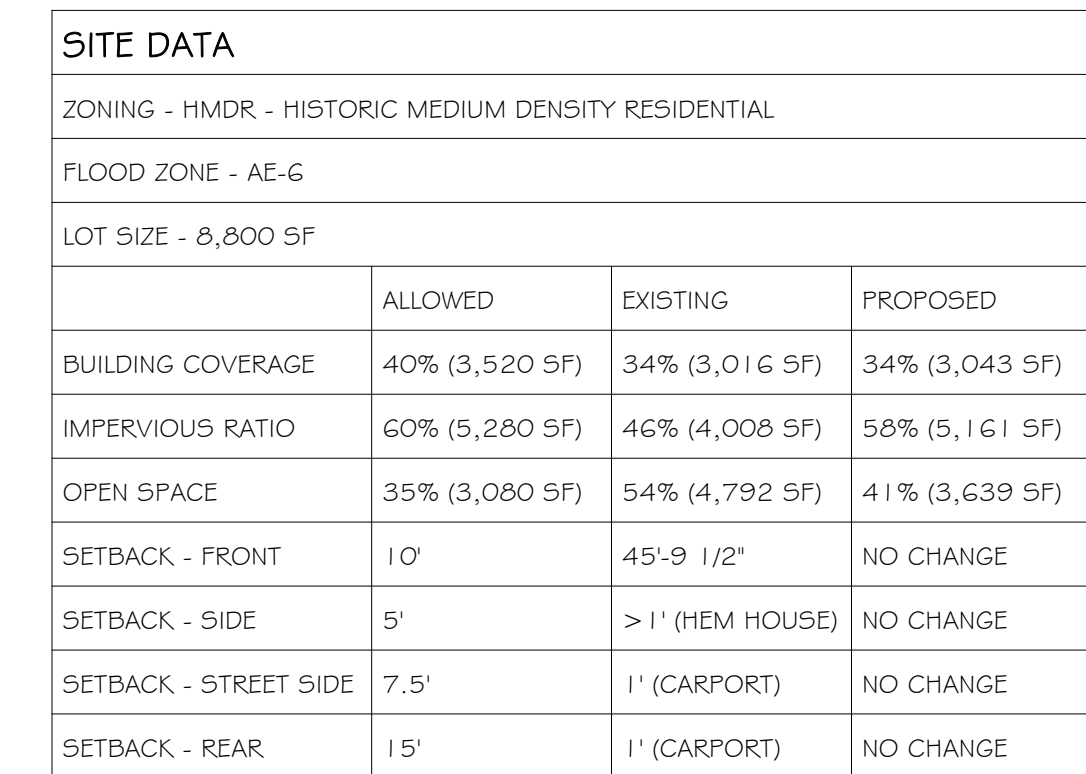 SITE DATA
ZONING - HMDR - HISTORIC MEDIUM DENSITY RESIDENTIAL
FLOOD ZONE - AE-6
LOT SIZE - 8,800 SF
ALLOWED EXISTING PROPOSED
BUILDING COVERAGE 40% (3,520 SF) 34% (3,016 SF) 34% (3,043 SF)
IMPERVIOUS RATIO 60% (5,280 SF) 46% (4,008 SF) 58% (5,161 SF)
OPEN SPACE 35% (3,080 SF) 54% (4,792 SF) 41% (3,639 SF)
SETBACK - FRONT 10' 45'-9 1/2" NO CHANGE
SETBACK - SIDE 5' >1' (HEM HOUSE) NO CHANGE
SETBACK - STREET SIDE 7.5' 1' (CARPORT) NO CHANGE
SETBACK - REAR 15' 1' (CARPORT) NO CHANGE